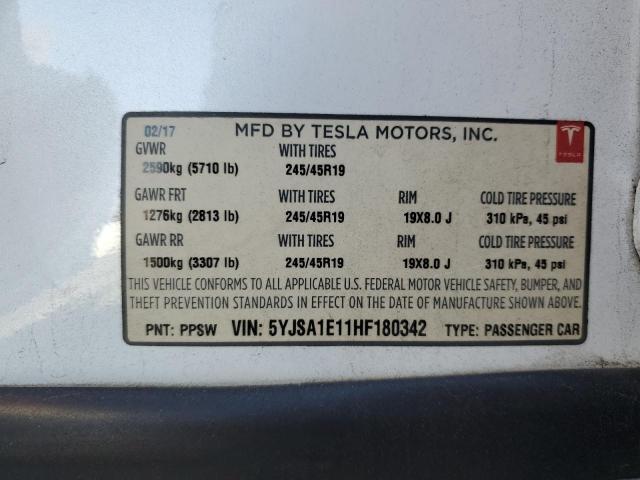 02/17 MFD BY TESLA MOTORS, INC.
TESLA
GVWR WITH TIRES
2590kg (5710 lb) 245/45R19
GAWR FRT WITH TIRES RIM COLD TIRE PRESSURE
1276kg (2813 lb) 245/45R19 19X8.0 J 310 kPa, 45 psi
GAWR RR WITH TIRES RIM COLD TIRE PRESSURE
1500kg (3307 lb) 245/45R19 19X8.0 J 310 kPa, 45 psi
THIS VEHICLE CONFORMS TO ALL APPLICABLE U.S. FEDERAL MOTOR VEHICLE SAFETY, BUMPER, AND
THEFT PREVENTION STANDARDS IN EFFECT ON THE DATE OF MANUFACTURE SHOWN ABOVE.
PNT: PPSW VIN: 5YJSA1E11HF180342 TYPE: PASSENGER CAR